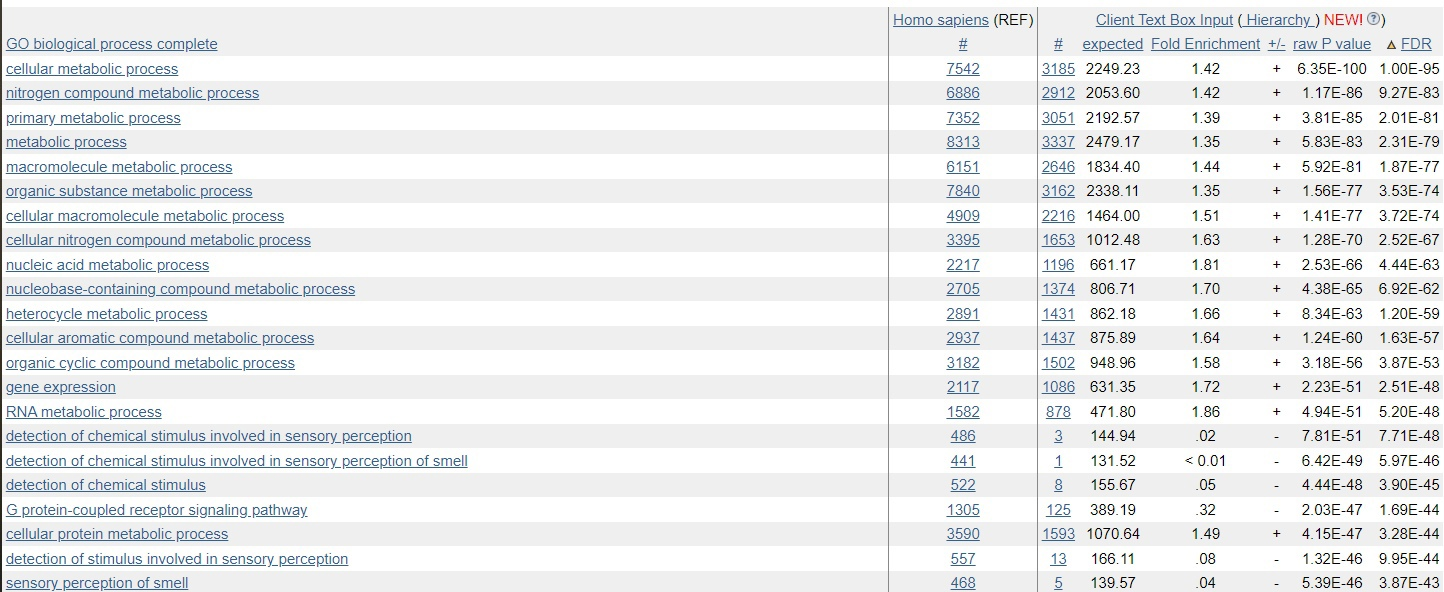 Homo sapiens (REF) Client Text Box Input ( Hierarchy ) NEW! ?)
GO biological process complete # # expected Fold Enrichment +/- raw P value ▲ FDR
cellular metabolic process 7542 3185 2249.23 1.42 + 6.35E-100 1.00E-95
nitrogen compound metabolic process 6886 2912 2053.60 1.42 + 1.17E-86 9.27E-83
primary metabolic process 7352 3051 2192.57 1.39 + 3.81E-85 2.01E-81
metabolic process 8313 3337 2479.17 1.35 + 5.83E-83 2.31E-79
macromolecule metabolic process 6151 2646 1834.40 1.44 + 5.92E-81 1.87E-77
organic substance metabolic process 7840 3162 2338.11 1.35 + 1.56E-77 3.53E-74
cellular macromolecule metabolic process 4909 2216 1464.00 1.51 + 1.41E-77 3.72E-74
cellular nitrogen compound metabolic process 3395 1653 1012.48 1.63 + 1.28E-70 2.52E-67
nucleic acid metabolic process 2217 1196 661.17 1.81 + 2.53E-66 4.44E-63
nucleobase-containing compound metabolic process 2705 1374 806.71 1.70 + 4.38E-65 6.92E-62
heterocycle metabolic process 2891 1431 862.18 1.66 + 8.34E-63 1.20E-59
cellular aromatic compound metabolic process 2937 1437 875.89 1.64 + 1.24E-60 1.63E-57
organic cyclic compound metabolic process 3182 1502 948.96 1.58 + 3.18E-56 3.87E-53
gene expression 2117 1086 631.35 1.72 + 2.23E-51 2.51E-48
RNA metabolic process 1582 878 471.80 1.86 + 4.94E-51 5.20E-48
detection of chemical stimulus involved in sensory perception 486 3 144.94 .02 - 7.81E-51 7.71E-48
detection of chemical stimulus involved in sensory perception of smell 441 1 131.52 < 0.01 - 6.42E-49 5.97E-46
detection of chemical stimulus 522 8 155.67 .05 - 4.44E-48 3.90E-45
G protein-coupled receptor signaling pathway 1305 125 389.19 .32 - 2.03E-47 1.69E-44
cellular protein metabolic process 3590 1593 1070.64 1.49 + 4.15E-47 3.28E-44
detection of stimulus involved in sensory perception 557 13 166.11 .08 - 1.32E-46 9.95E-44
sensory perception of smell 468 5 139.57 .04 - 5.39E-46 3.87E-43